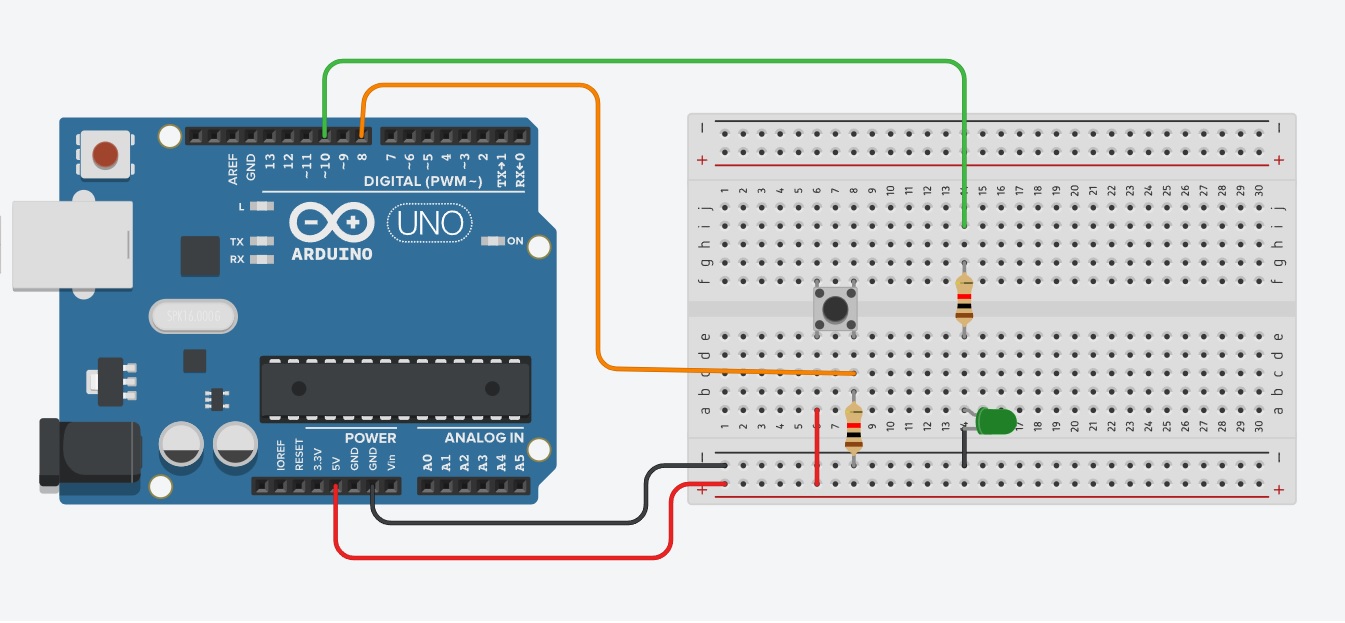 AREF GND 13 12 ~11 ~10 ~9 8 7 ~6 ~5 4 ~3 2 TX→1 RX←0
DIGITAL (PWM~)
L
TX
RX
UNO
ARDUINO
ON
SPK16.000G
POWER
ANALOG IN
IOREF RESET 3.3V 5V GND GND Vin A0 A1 A2 A3 A4 A5
− −
+ +
1 2 3 4 5 6 7 8 9 10 11 12 13 14 15 16 17 18 19 20 21 22 23 24 25 26 27 28 29 30
j j
i i
h h
g g
f f
e e
d d
c c
b b
a a
1 2 3 4 5 6 7 8 9 10 11 12 13 14 15 16 17 18 19 20 21 22 23 24 25 26 27 28 29 30
− −
+ +